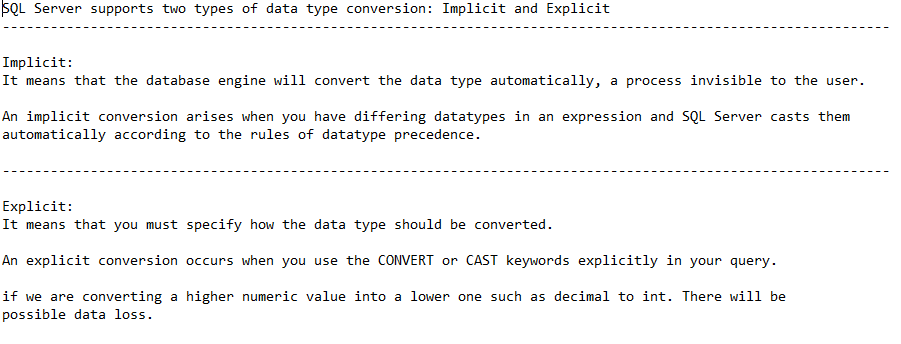 SQL Server supports two types of data type conversion: Implicit and Explicit
---------------------------------------------------------------------------------------------------------------
Implicit:
It means that the database engine will convert the data type automatically, a process invisible to the user.
An implicit conversion arises when you have differing datatypes in an expression and SQL Server casts them
automatically according to the rules of datatype precedence.
---------------------------------------------------------------------------------------------------------------
Explicit:
It means that you must specify how the data type should be converted.
An explicit conversion occurs when you use the CONVERT or CAST keywords explicitly in your query.
if we are converting a higher numeric value into a lower one such as decimal to int. There will be
possible data loss.